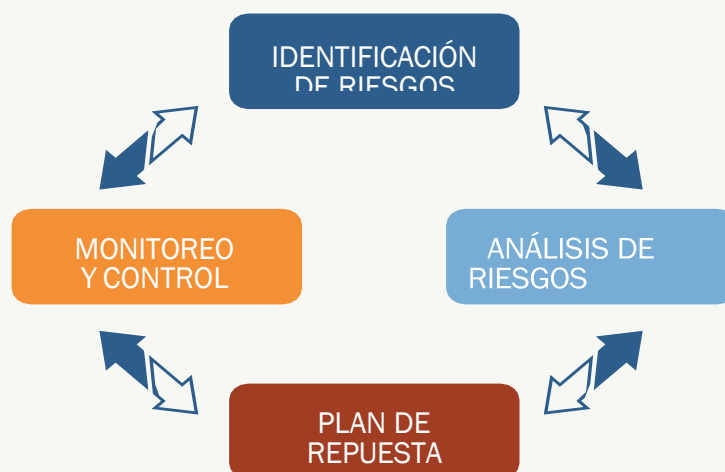 IDENTIFICACIÓN
DE RIESGOS
MONITOREO
Y CONTROL
ANÁLISIS DE
RIESGOS
PLAN DE
REPUESTA